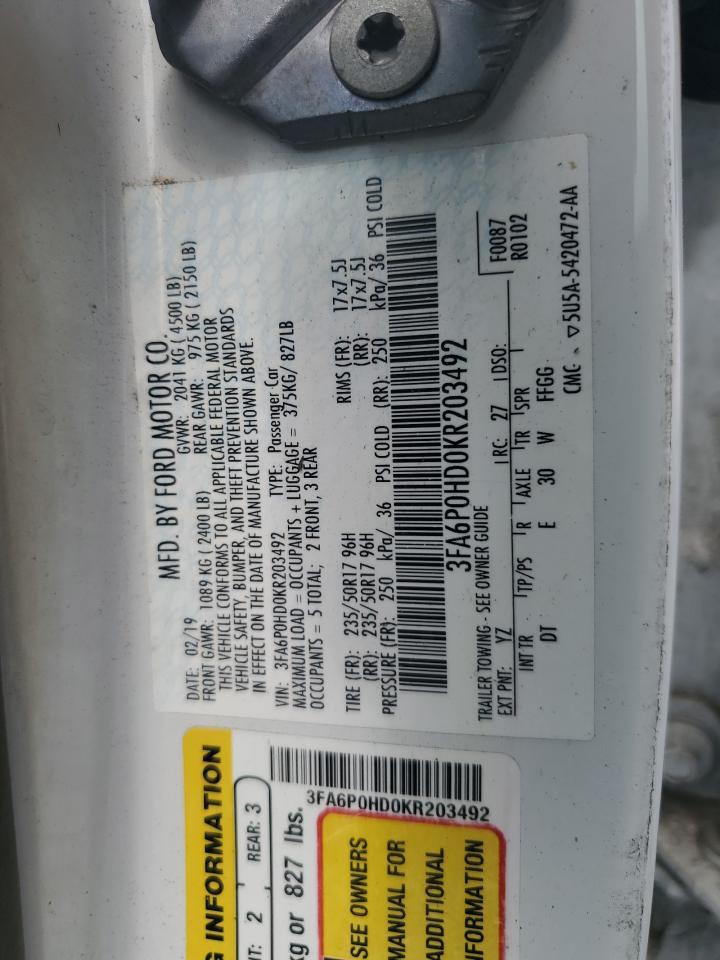 MFD. BY FORD MOTOR CO.
DATE: 02/19 GVWR: 2041 KG ( 4500 LB)
FRONT GAWR: 1089 KG ( 2400 LB) REAR GAWR: 975 KG ( 2150 LB)
THIS VEHICLE CONFORMS TO ALL APPLICABLE FEDERAL MOTOR
VEHICLE SAFETY, BUMPER, AND THEFT PREVENTION STANDARDS
IN EFFECT ON THE DATE OF MANUFACTURE SHOWN ABOVE.
VIN: 3FA6P0HD0KR203492 TYPE: Passenger Car
MAXIMUM LOAD = OCCUPANTS + LUGGAGE = 375KG/ 827LB
OCCUPANTS = 5 TOTAL; 2 FRONT, 3 REAR
TIRE (FR): 235/50R17 96H RIMS (FR): 17x7.5J
(RR): 235/50R17 96H (RR): 17x7.5J
PRESSURE (FR): 250 kPa/ 36 PSI COLD (RR): 250 kPa/ 36 PSI COLD
3FA6P0HD0KR203492
TRAILER TOWING - SEE OWNER GUIDE
F0087
EXT PNT: YZ RC: 27 DSO: R0102
INT TR TP/PS R AXLE TR SPR
DT E 30 W FFGG
CMC ▽5U5A-5420472-AA
INFORMATION
2 REAR: 3
kg or 827 lbs.
3FA6P0HD0KR203492
SEE OWNERS
MANUAL FOR
ADDITIONAL
INFORMATION